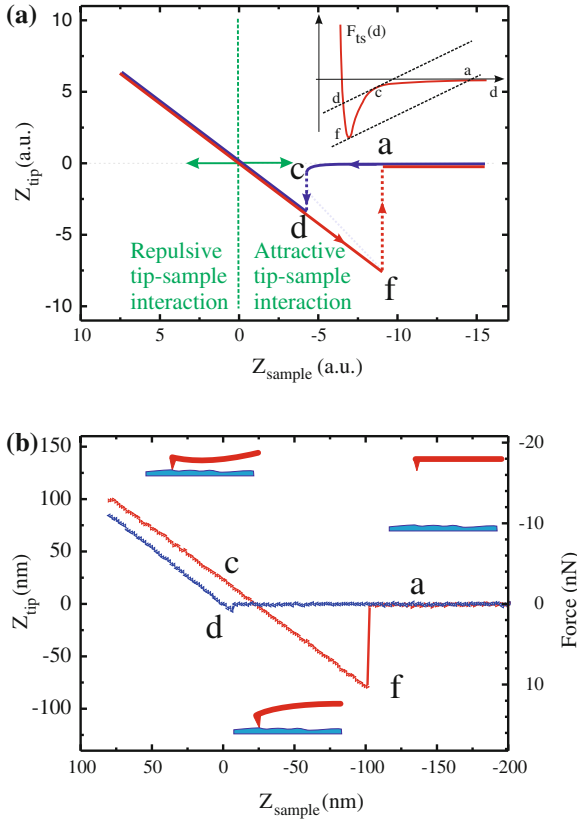 (a)
10
5
0
-5
-10
Z_tip (a.u.)
F_ts(d)
a
d
c
d
f
a
c
d
f
Repulsive
tip-sample
interaction
Attractive
tip-sample
interaction
10 5 0 -5 -10 -15
Z_sample (a.u.)
(b)
150
100
50
0
-50
-100
Z_tip (nm)
-20
-10
0
10
Force (nN)
c
a
d
f
100 50 0 -50 -100 -150 -200
Z_sample (nm)